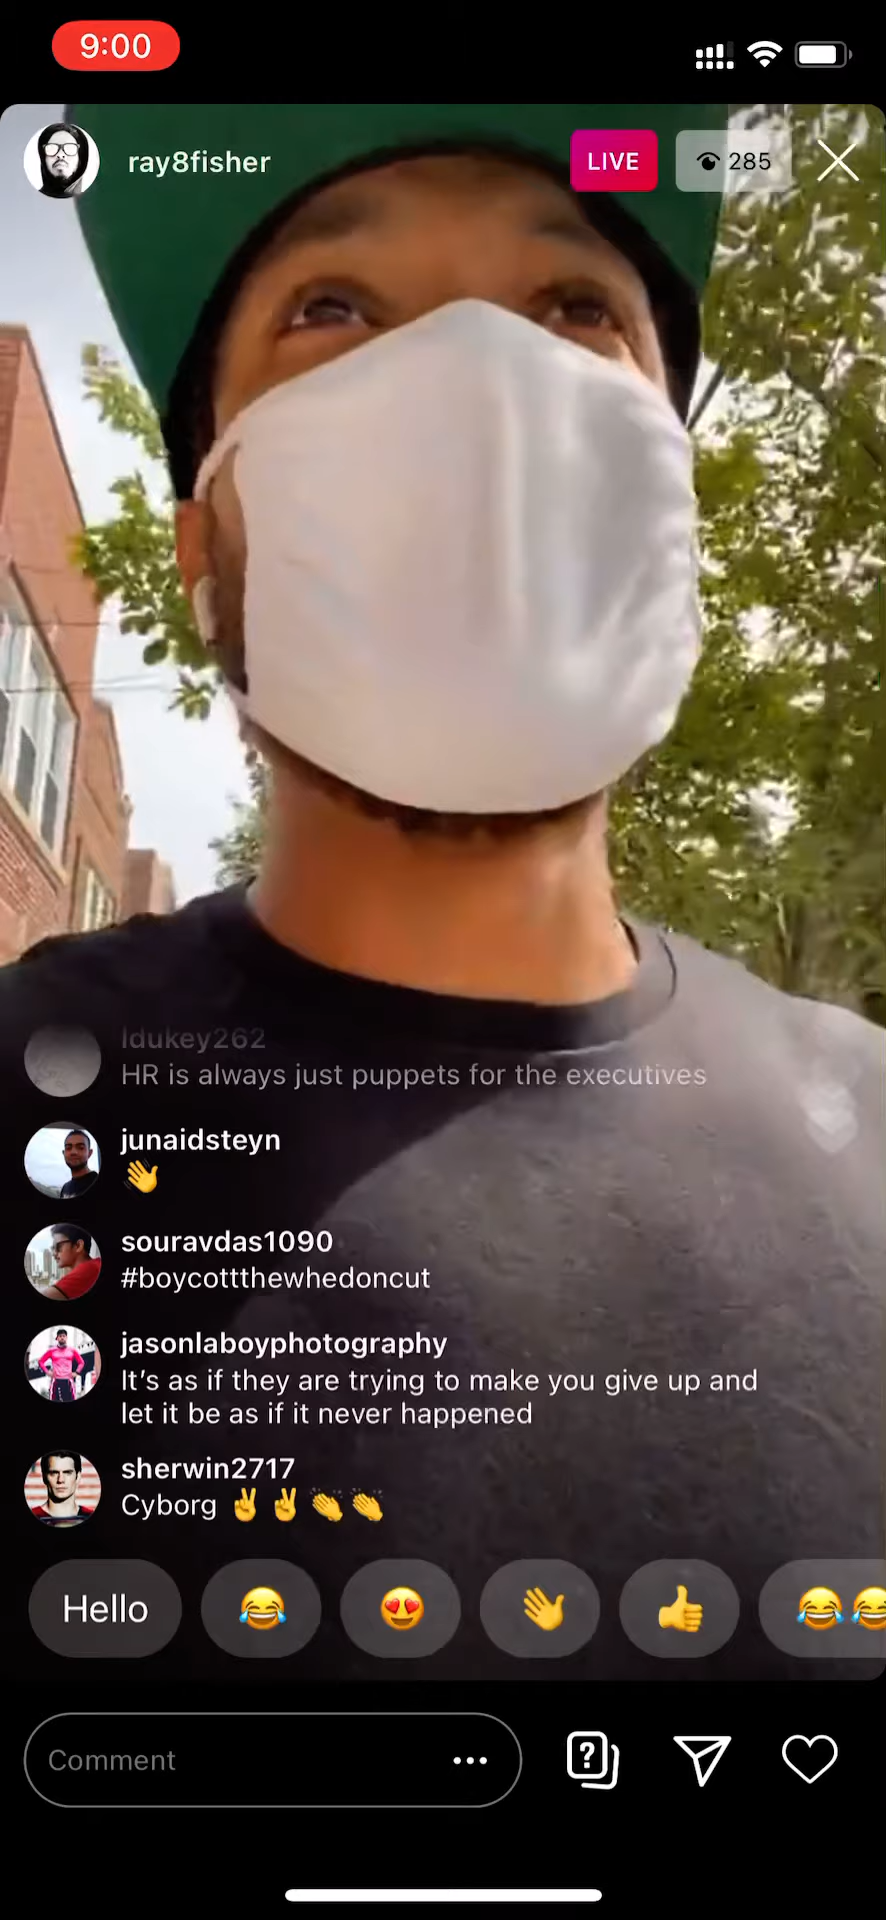 9:00
ray8fisher
LIVE
285
ldukey262
HR is always just puppets for the executives
junaidsteyn
👋
souravdas1090
#boycottthewhedoncut
jasonlaboyphotography
It’s as if they are trying to make you give up and
let it be as if it never happened
sherwin2717
Cyborg ✌️ ✌️ 👏 👏
Hello 😂 😍 👋 👍 😂 😂
Comment